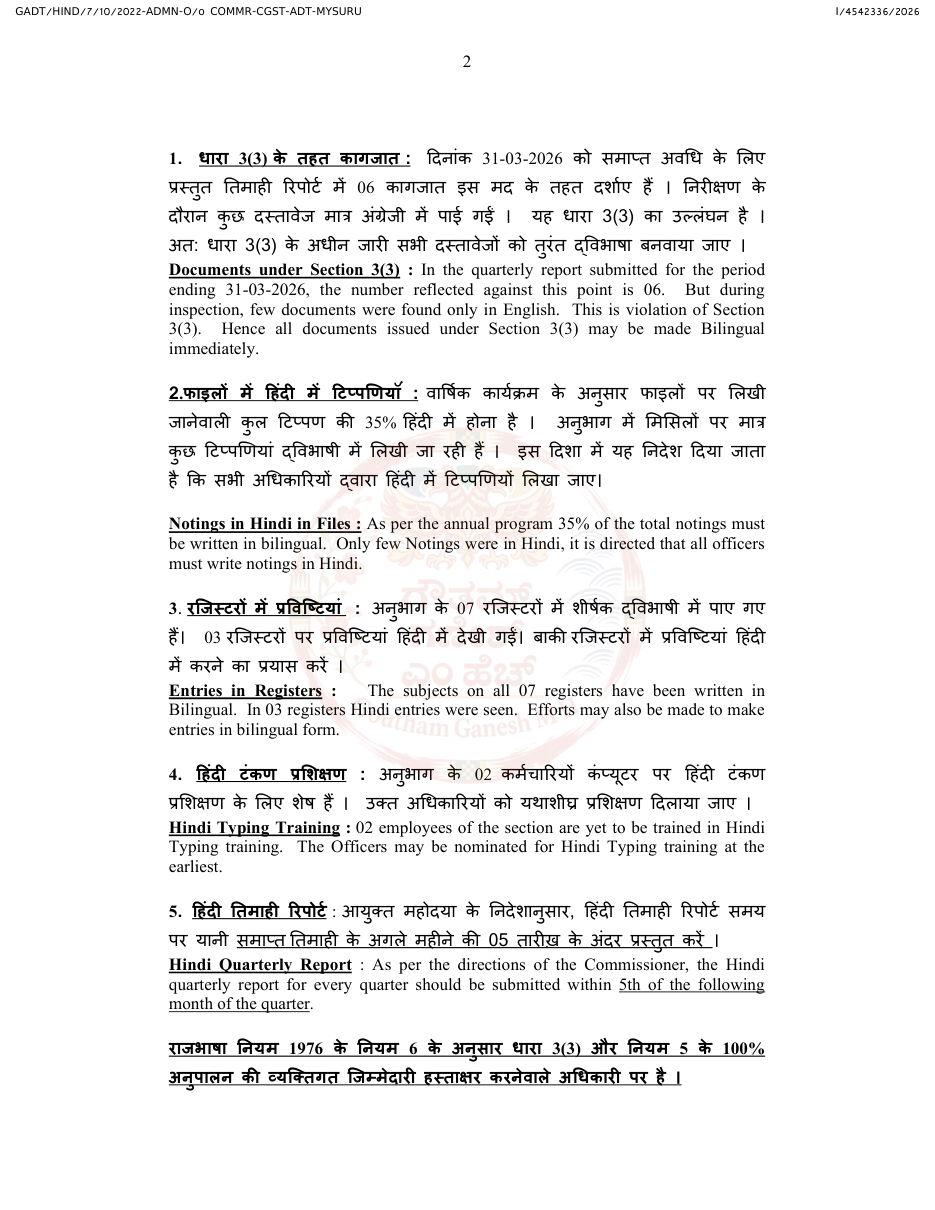 GADT/HIND/7/10/2022-ADMN-O/o COMMR-CGST-ADT-MYSURU
I/4542336/2026
2
1. धारा 3(3) के तहत कागजात : दिनांक 31-03-2026 को समाप्त अवधि के लिए
प्रस्तुत तिमाही रिपोर्ट में 06 कागजात इस मद के तहत दर्शाए हैं । निरीक्षण के
दौरान कुछ दस्तावेज मात्र अंग्रेजी में पाई गईं । यह धारा 3(3) का उल्लंघन है ।
अत: धारा 3(3) के अधीन जारी सभी दस्तावेजों को तुरंत द्विभाषा बनवाया जाए ।
Documents under Section 3(3) : In the quarterly report submitted for the period
ending 31-03-2026, the number reflected against this point is 06. But during
inspection, few documents were found only in English. This is violation of Section
3(3). Hence all documents issued under Section 3(3) may be made Bilingual
immediately.
2.फाइलों में हिंदी में टिप्पणियाँ : वार्षिक कार्यक्रम के अनुसार फाइलों पर लिखी
जानेवाली कुल टिप्पण की 35% हिंदी में होना है । अनुभाग में मिसिलों पर मात्र
कुछ टिप्पणियां द्विभाषी में लिखी जा रही हैं । इस दिशा में यह निदेश दिया जाता
है कि सभी अधिकारियों द्वारा हिंदी में टिप्पणियों लिखा जाए।
Notings in Hindi in Files : As per the annual program 35% of the total notings must
be written in bilingual. Only few Notings were in Hindi, it is directed that all officers
must write notings in Hindi.
3. रजिस्टरों में प्रविष्टियां : अनुभाग के 07 रजिस्टरों में शीर्षक द्विभाषी में पाए गए
हैं। 03 रजिस्टरों पर प्रविष्टियां हिंदी में देखी गई। बाकी रजिस्टरों में प्रविष्टियां हिंदी
में करने का प्रयास करें ।
Entries in Registers : The subjects on all 07 registers have been written in
Bilingual. In 03 registers Hindi entries were seen. Efforts may also be made to make
entries in bilingual form.
4. हिंदी टंकण प्रशिक्षण : अनुभाग के 02 कर्मचारियों कंप्यूटर पर हिंदी टंकण
प्रशिक्षण के लिए शेष हैं । उक्त अधिकारियों को यथाशीघ्र प्रशिक्षण दिलाया जाए ।
Hindi Typing Training : 02 employees of the section are yet to be trained in Hindi
Typing training. The Officers may be nominated for Hindi Typing training at the
earliest.
5. हिंदी तिमाही रिपोर्ट : आयुक्त महोदया के निदेशानुसार, हिंदी तिमाही रिपोर्ट समय
पर यानी समाप्त तिमाही के अगले महीने की 05 तारीख़ के अंदर प्रस्तुत करें ।
Hindi Quarterly Report : As per the directions of the Commissioner, the Hindi
quarterly report for every quarter should be submitted within 5th of the following
month of the quarter.
राजभाषा नियम 1976 के नियम 6 के अनुसार धारा 3(3) और नियम 5 के 100%
अनुपालन की व्यक्तिगत जिम्मेदारी हस्ताक्षर करनेवाले अधिकारी पर है ।
ಗೌತಮ್
ಗಣೇಶ್
ಎಂ ಹೆಚ್
Goutham Ganesh M H